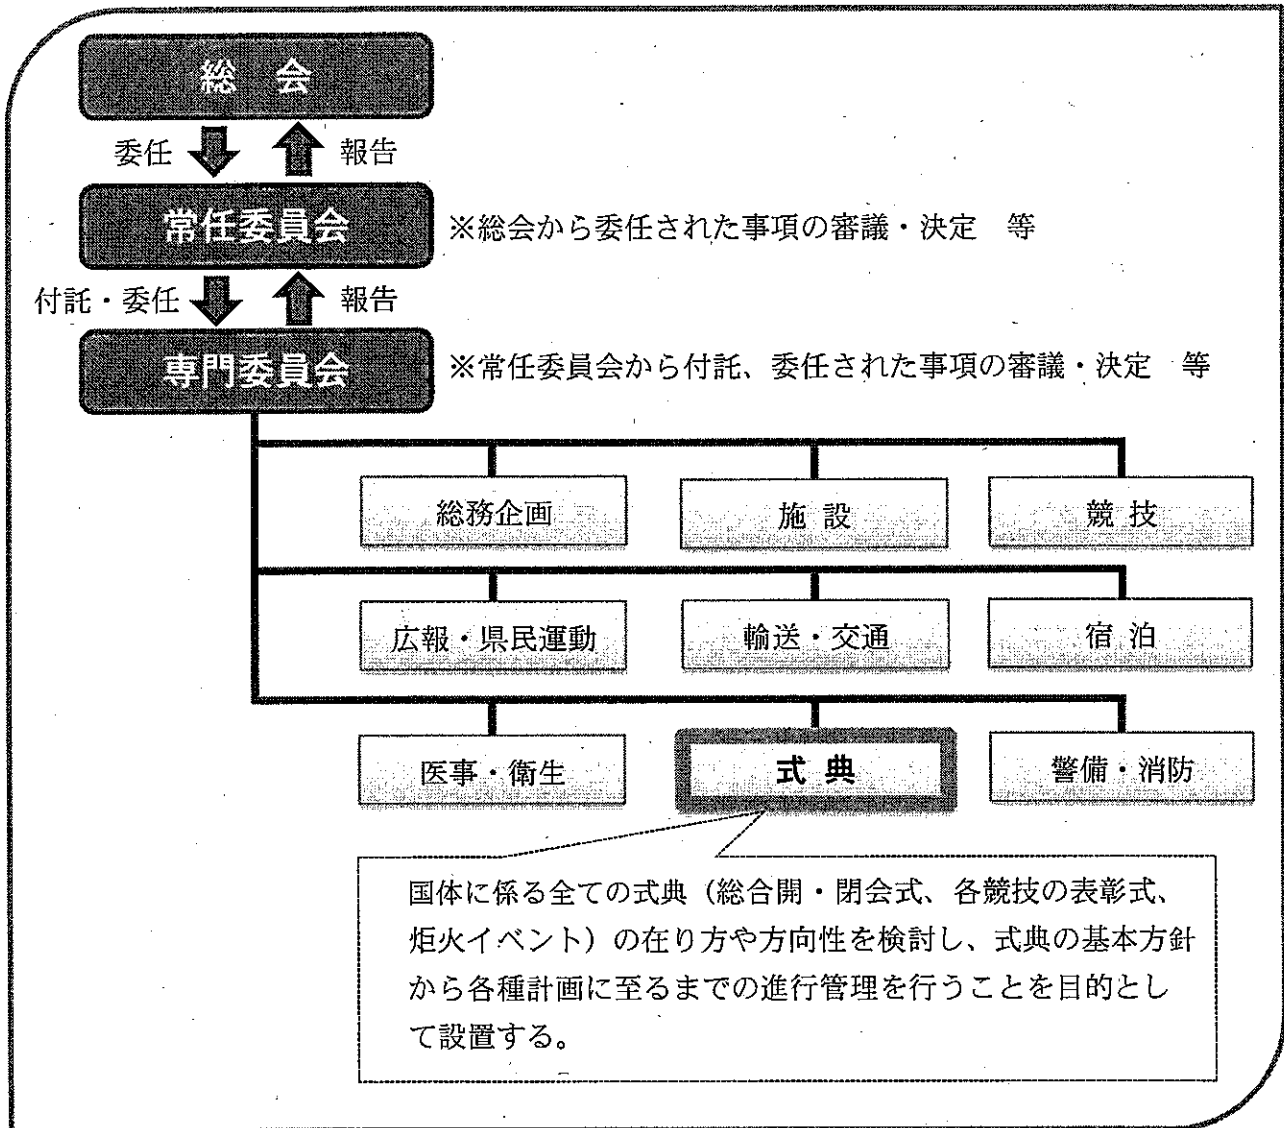 総　会
委任　報告
常任委員会　※総会から委任された事項の審議・決定　等
付託・委任　報告
専門委員会　※常任委員会から付託、委任された事項の審議・決定　等
総務企画　施 設　競 技
広報・県民運動　輸送・交通　宿 泊
医事・衛生　式 典　警備・消防
国体に係る全ての式典（総合開・閉会式、各競技の表彰式、
炬火イベント）の在り方や方向性を検討し、式典の基本方針
から各種計画に至るまでの進行管理を行うことを目的とし
て設置する。